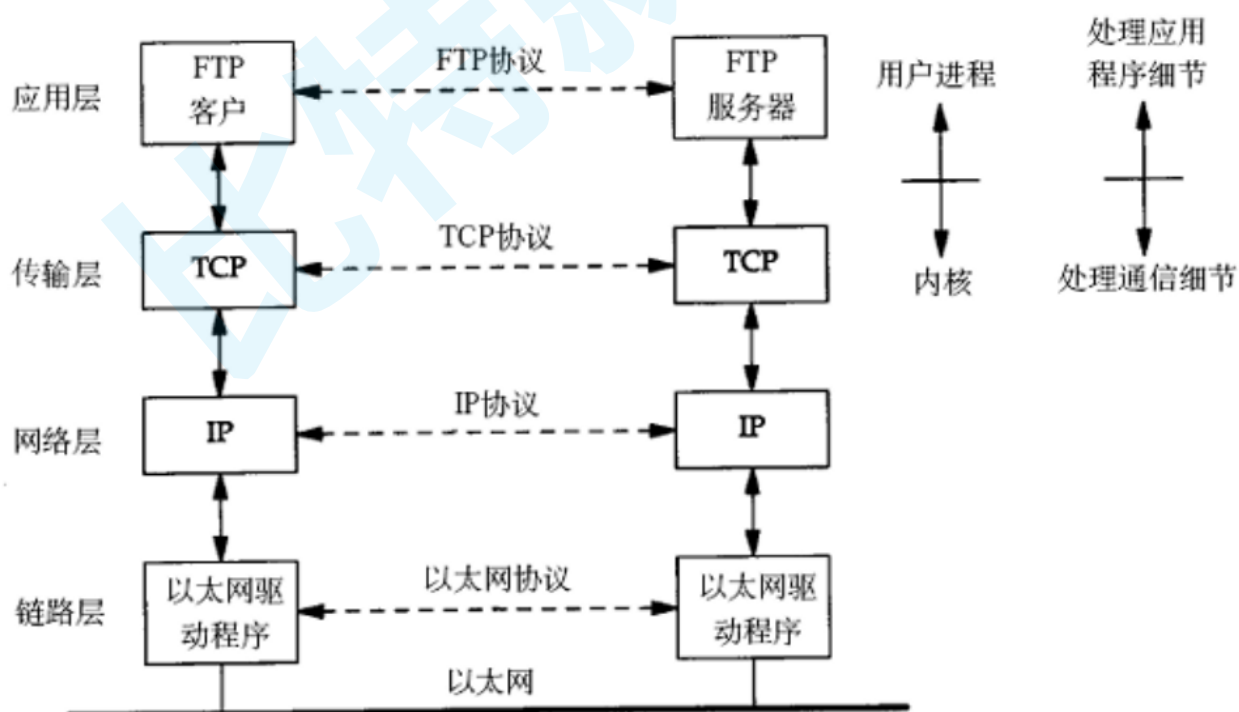 处理应用
程序细节
用户进程
FTP协议
FTP
客户
FTP
服务器
应用层
TCP协议
传输层
TCP
TCP
内核
处理通信细节
IP协议
网络层
IP
IP
以太网协议
链路层
以太网驱
动程序
以太网驱
动程序
以太网
比特